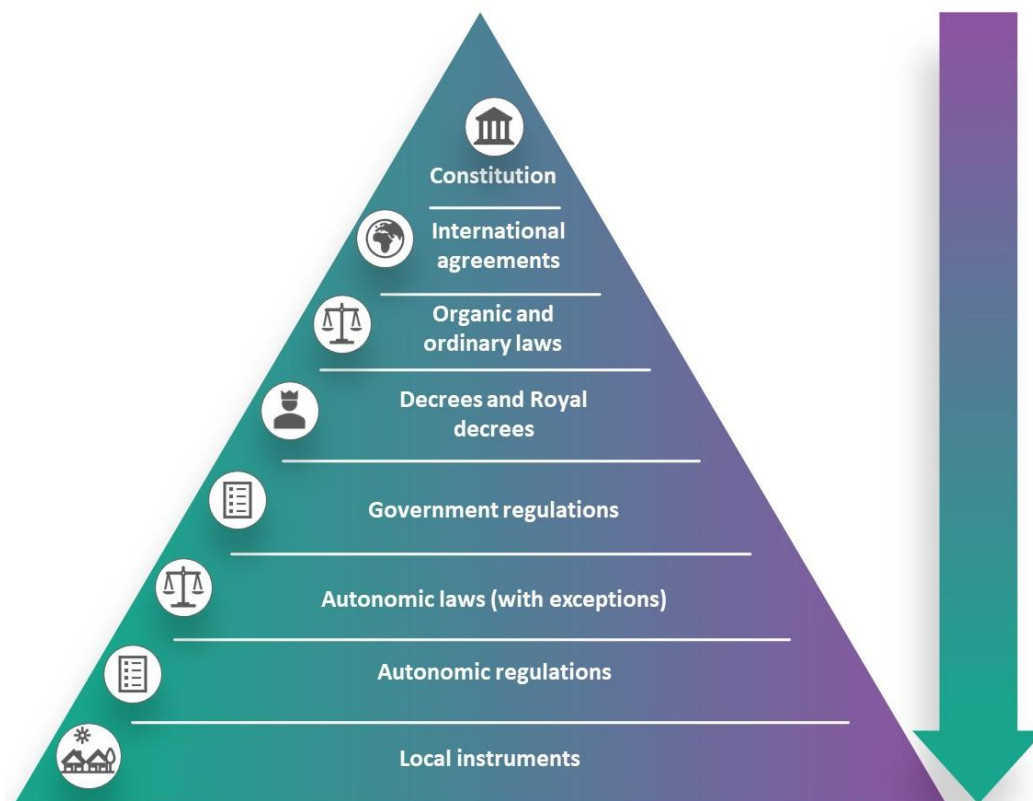 Constitution
International
agreements
Organic and
ordinary laws
Decrees and Royal
decrees
Government regulations
Autonomic laws (with exceptions)
Autonomic regulations
Local instruments